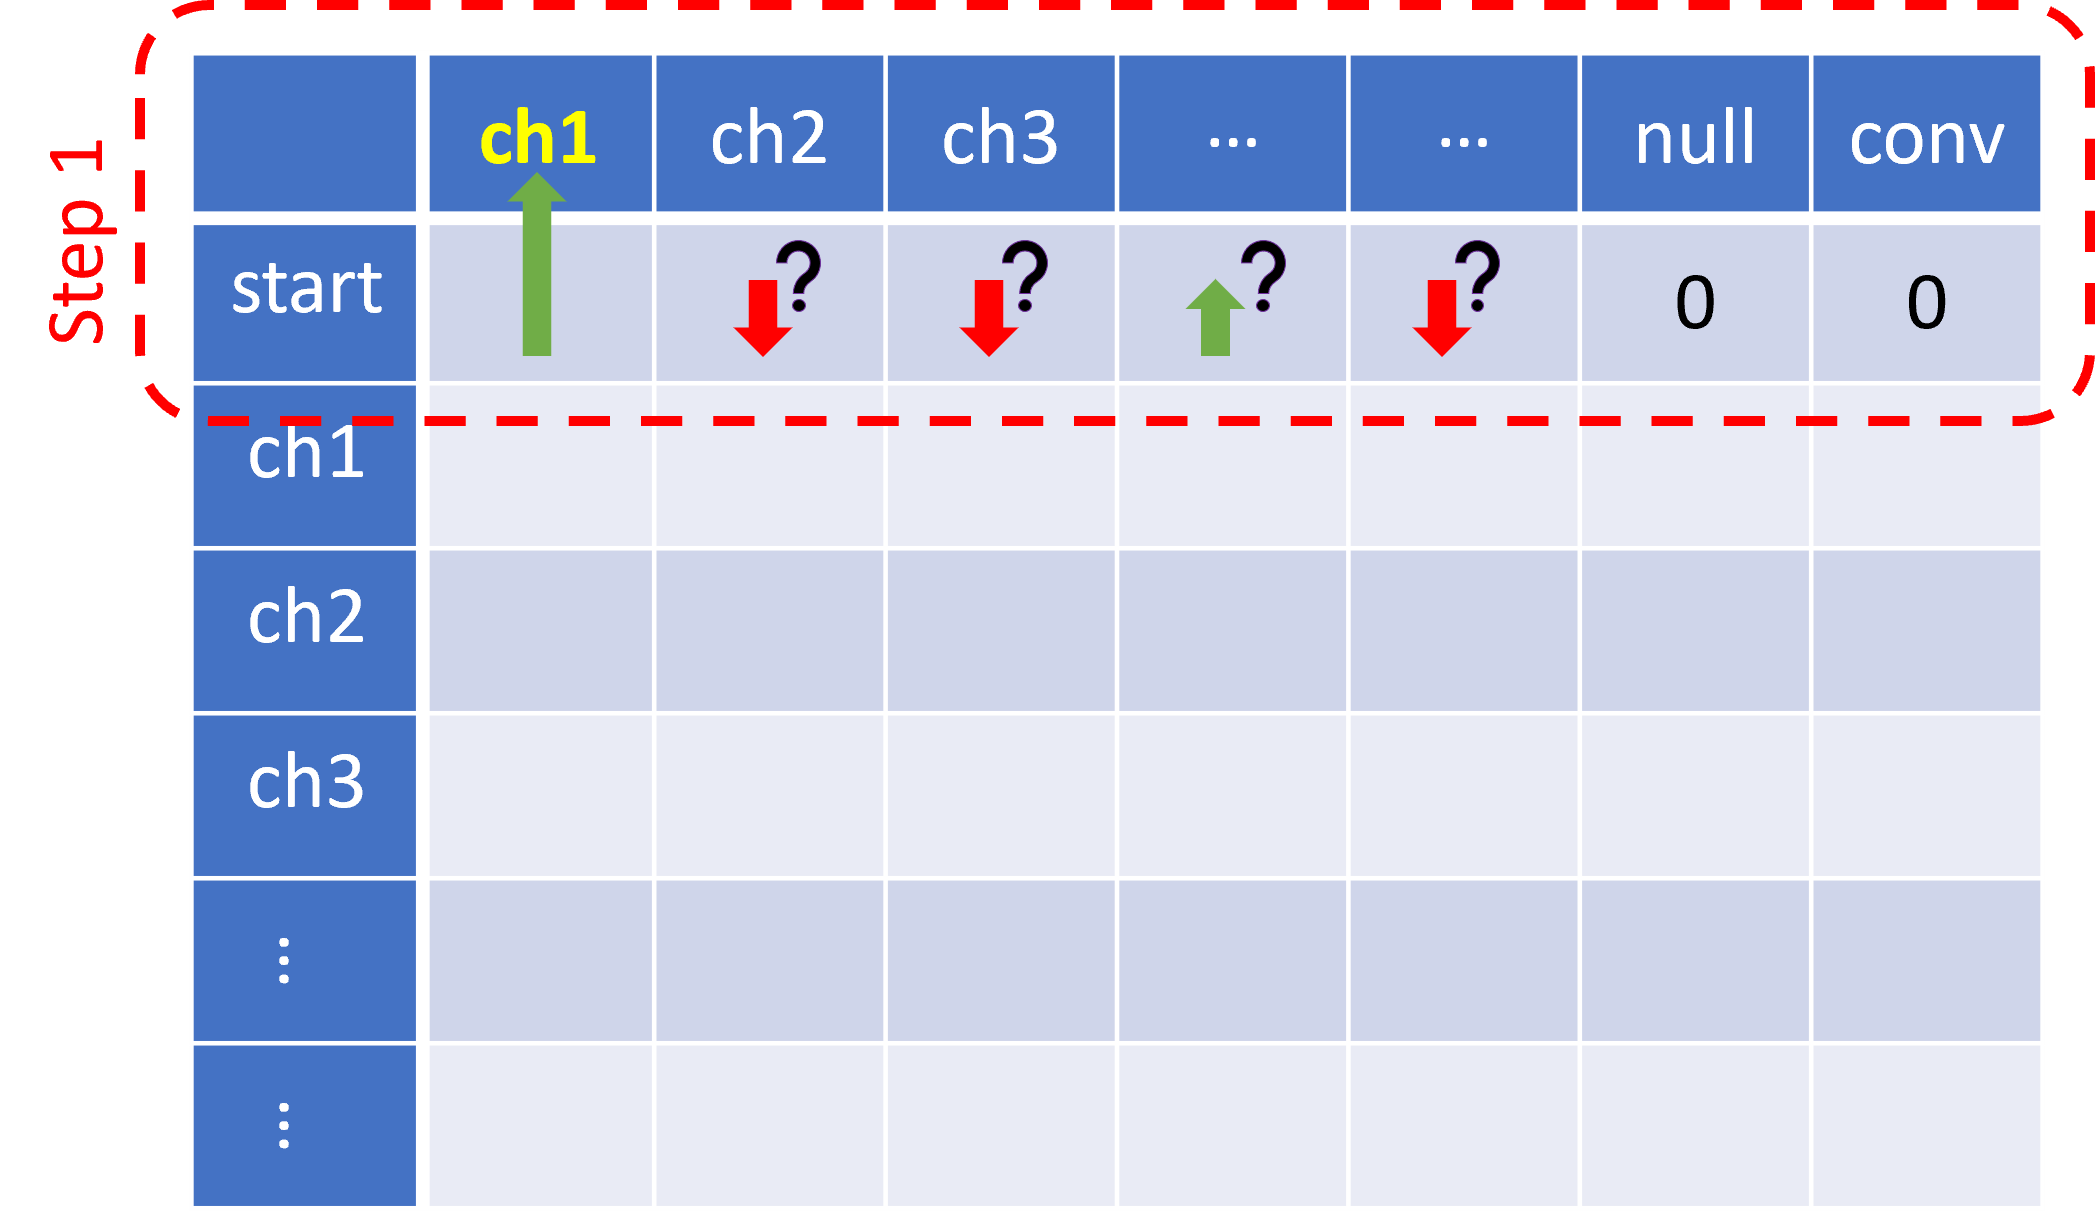 Step 1
ch1 ch2 ch3 ... ... null conv
start ? ? ? ? 0 0
ch1
ch2
ch3
⋮
⋮